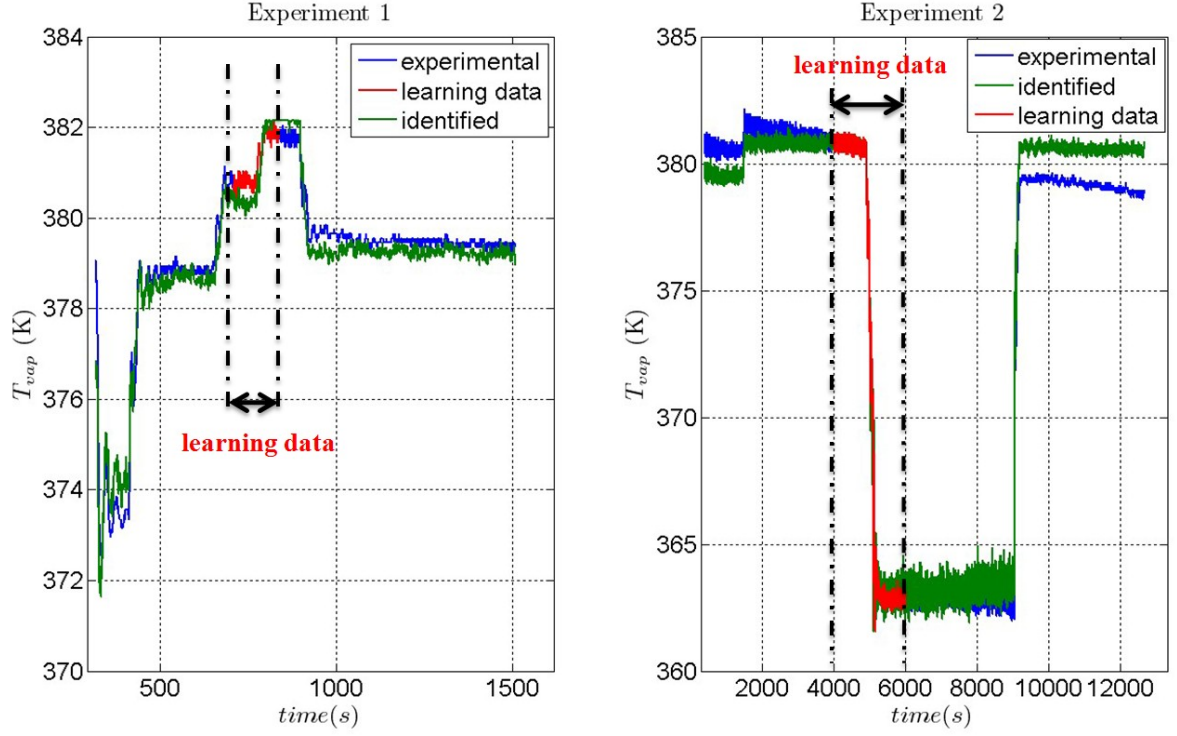 Experiment 1
384
382
380
378
376
374
372
370
T_vap (K)
500
1000
1500
time(s)
experimental
learning data
identified
learning data
Experiment 2
385
380
375
370
365
360
T_vap (K)
2000
4000
6000
8000
10000
12000
time(s)
experimental
identified
learning data
learning data